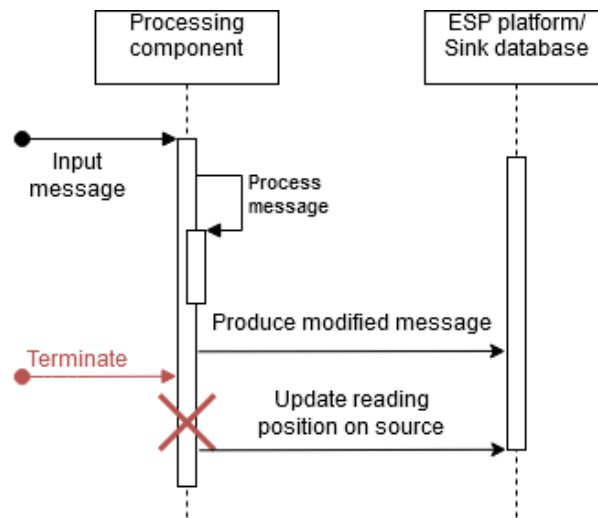 Processing
component
ESP platform/
Sink database
Input
message
Process
message
Produce modified message
Terminate
Update reading
position on source